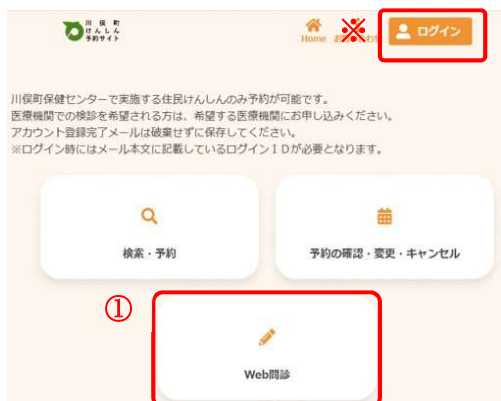 川俣町
けんしん
予約サイト
Home
※
ログイン
川俣町保健センターで実施する住民けんしんのみ予約が可能です。
医療機関での検診を希望される方は、希望する医療機関にお申し込みください。
アカウント登録完了メールは破棄せずに保存してください。
※ログイン時にはメール本文に記載しているログインＩＤが必要となります。
検索・予約
予約の確認・変更・キャンセル
①
Web問診